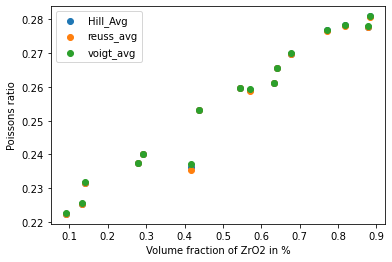 0.28
0.27
0.26
0.25
0.24
0.23
0.22
Poissons ratio
Hill_Avg
reuss_avg
voigt_avg
0.1 0.2 0.3 0.4 0.5 0.6 0.7 0.8 0.9
Volume fraction of ZrO2 in %